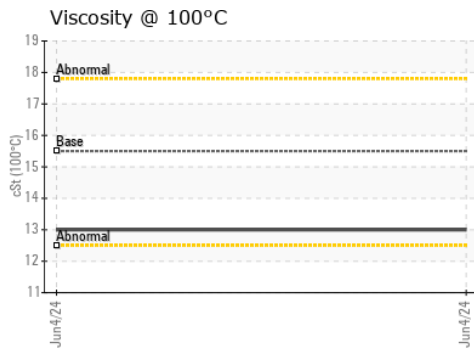 Viscosity @ 100°C
19
18
17
16
15
14
13
12
11
cSt (100°C)
Abnormal
Base
Abnormal
Jun4/24
Jun4/24